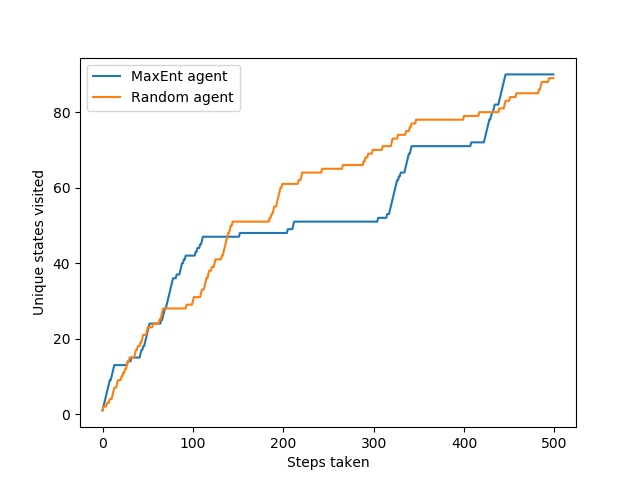 MaxEnt agent
Random agent
Unique states visited
80
60
40
20
0
0 100 200 300 400 500
Steps taken